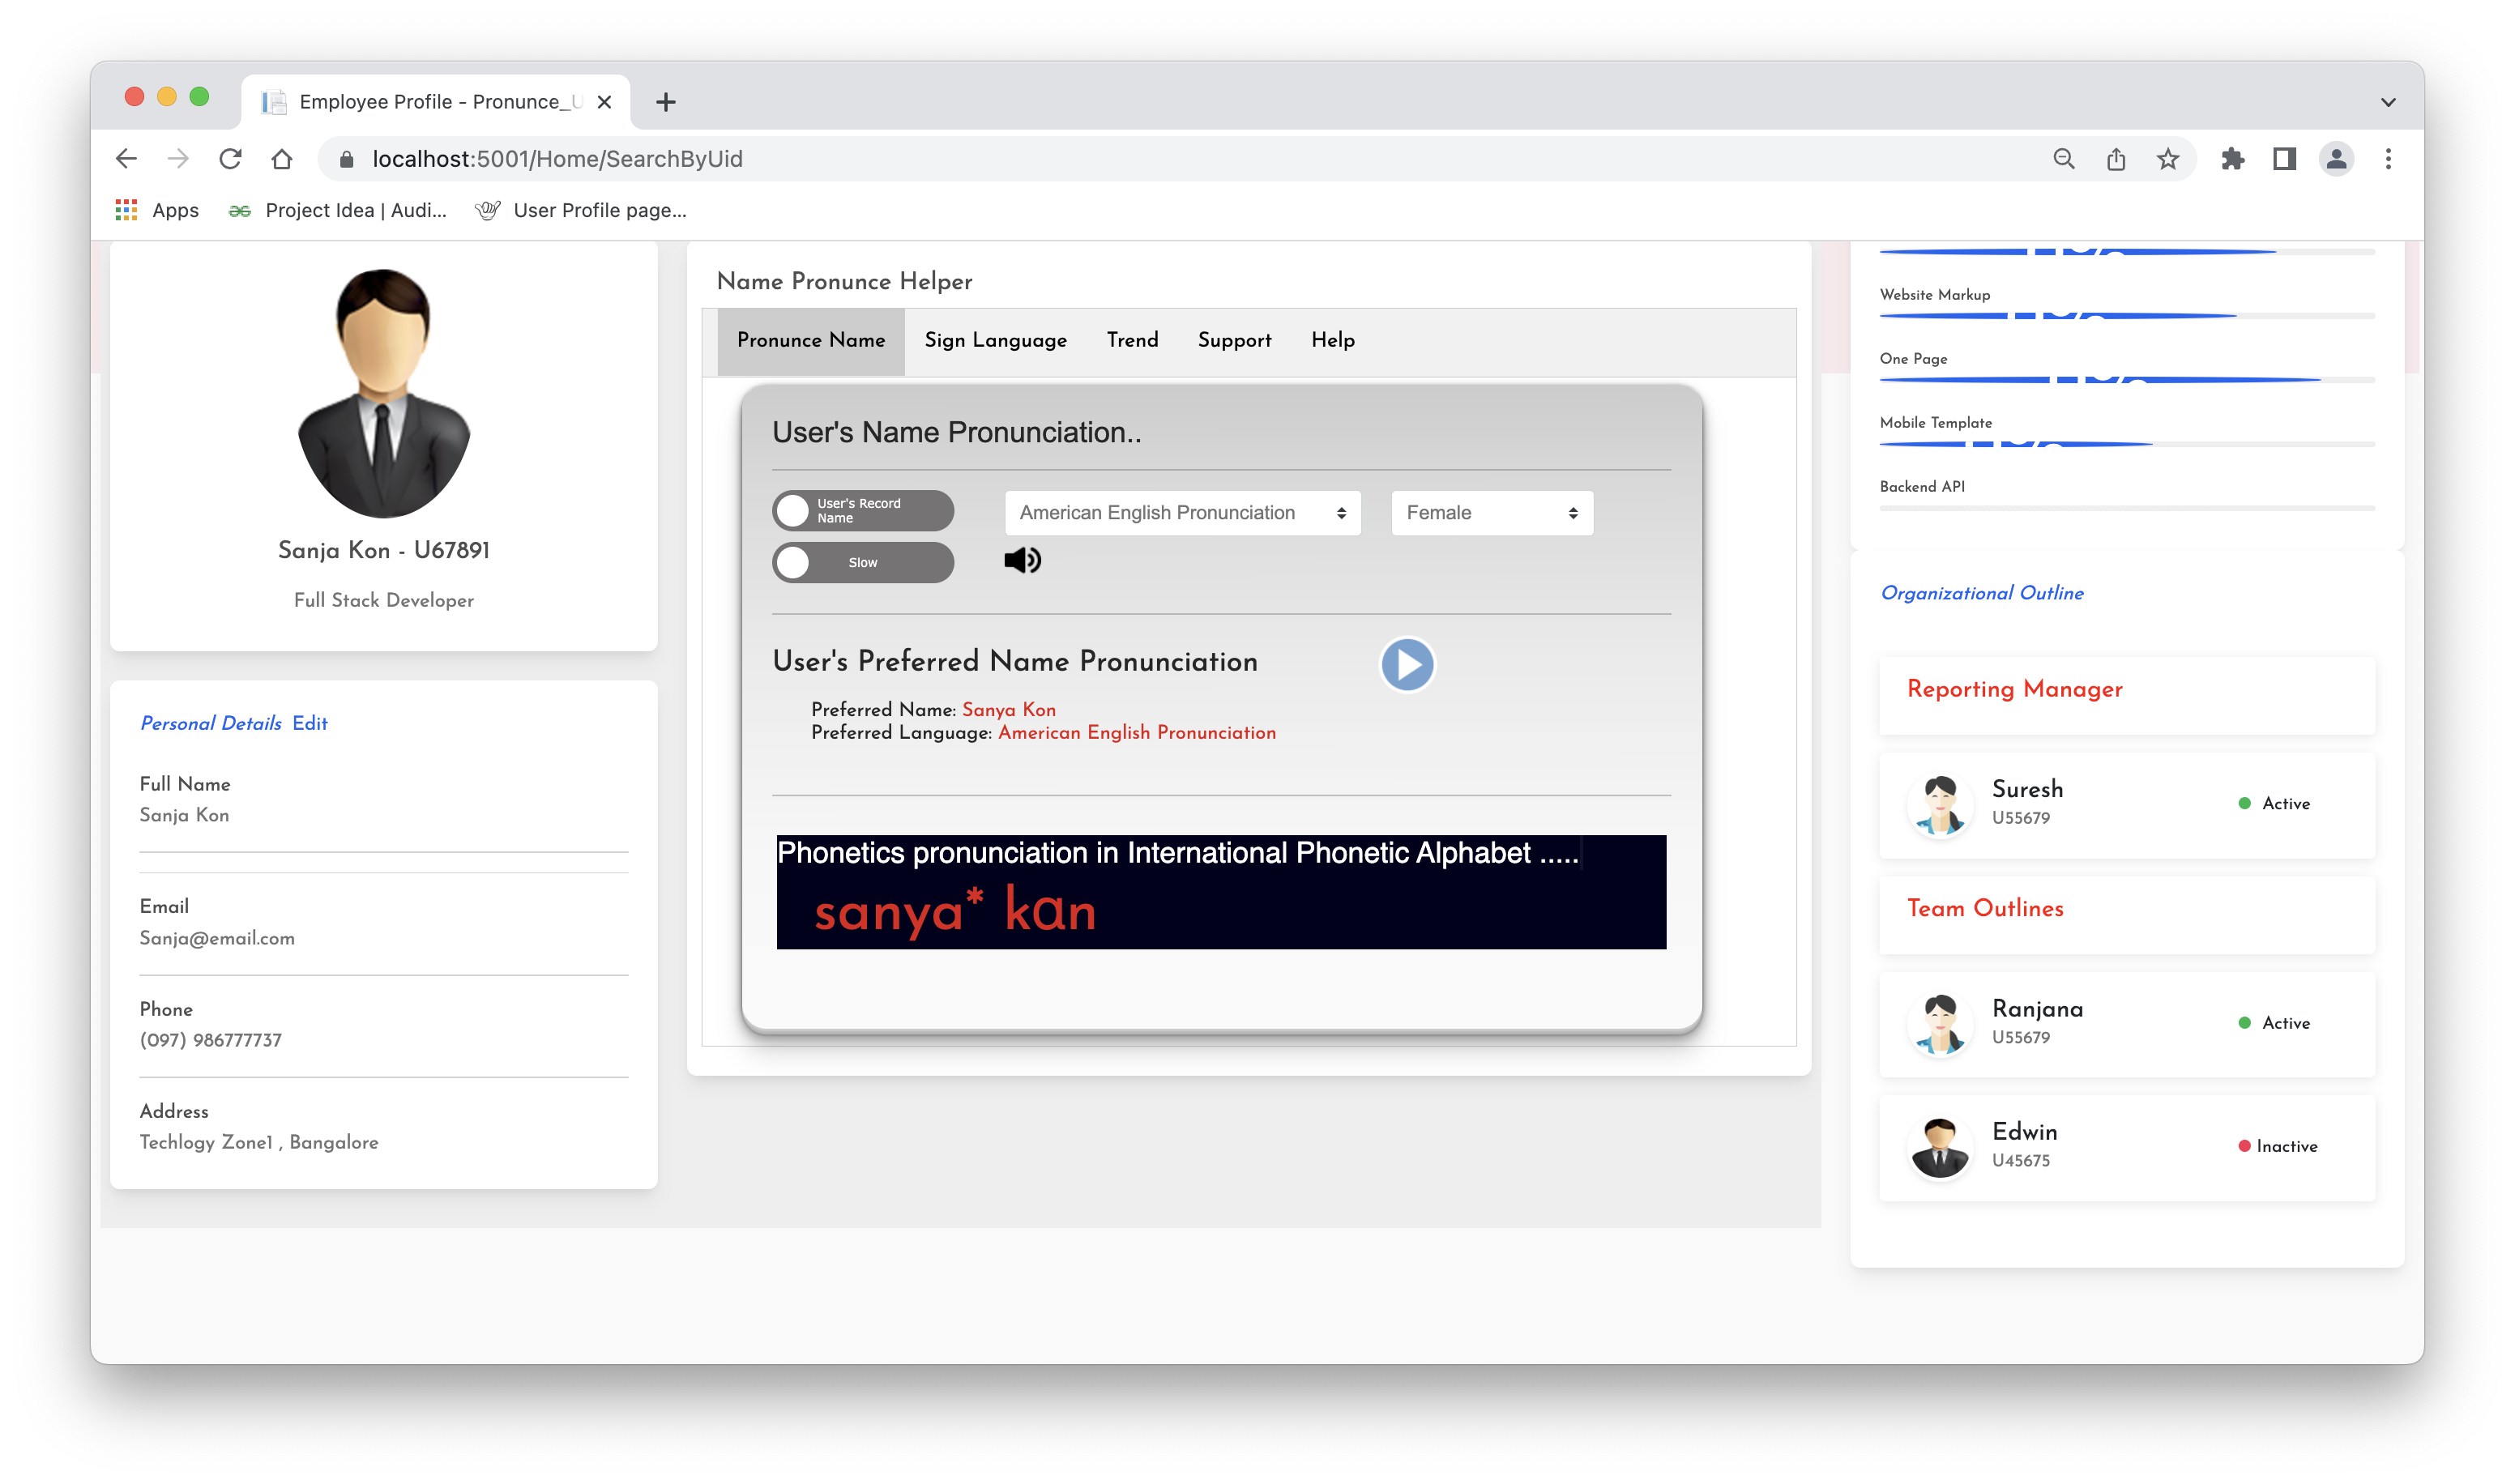 Employee Profile - Pronunce_U
localhost:5001/Home/SearchByUid
Apps
Project Idea | Audi...
User Profile page...
Sanja Kon - U67891
Full Stack Developer
Personal Details Edit
Full Name
Sanja Kon
Email
Sanja@email.com
Phone
(097) 986777737
Address
Techlogy Zone1 , Bangalore
Name Pronunce Helper
Pronunce Name
Sign Language
Trend
Support
Help
User's Name Pronunciation..
User's Record
Name
American English Pronunciation
Female
Slow
User's Preferred Name Pronunciation
Preferred Name: Sanya Kon
Preferred Language: American English Pronunciation
Phonetics pronunciation in International Phonetic Alphabet .....
sanya* kɑn
Website Markup
One Page
Mobile Template
Backend API
Organizational Outline
Reporting Manager
Suresh
U55679
Active
Team Outlines
Ranjana
U55679
Active
Edwin
U45675
Inactive